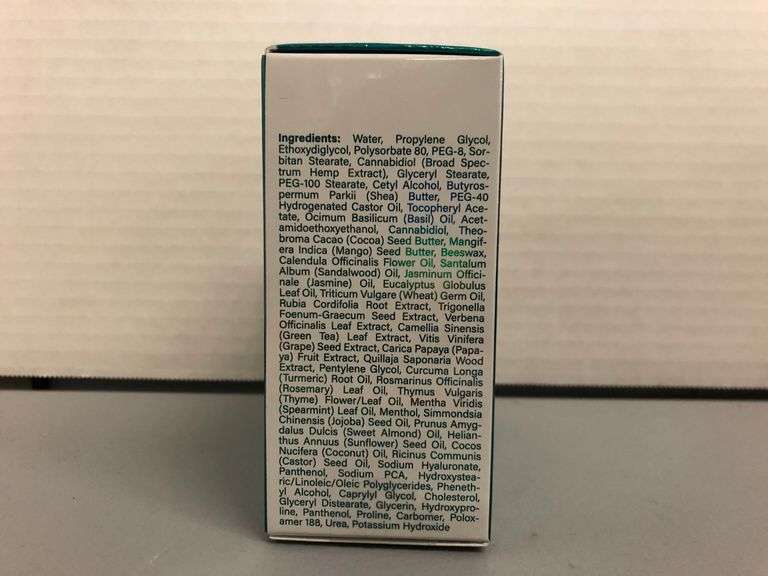 Ingredients: Water, Propylene Glycol,
Ethoxydiglycol, Polysorbate 80, PEG-8, Sor-
bitan Stearate, Cannabidiol (Broad Spec-
trum Hemp Extract), Glyceryl Stearate,
PEG-100 Stearate, Cetyl Alcohol, Butyros-
permum Parkii (Shea) Butter, PEG-40
Hydrogenated Castor Oil, Tocopheryl Ace-
tate, Ocimum Basilicum (Basil) Oil, Acet-
amidoethoxyethanol, Cannabidiol, Theo-
broma Cacao (Cocoa) Seed Butter, Mangif-
era Indica (Mango) Seed Butter, Beeswax,
Calendula Officinalis Flower Oil, Santalum
Album (Sandalwood) Oil, Jasminum Offici-
nale (Jasmine) Oil, Eucalyptus Globulus
Leaf Oil, Triticum Vulgare (Wheat) Germ Oil,
Rubia Cordifolia Root Extract, Trigonella
Foenum-Graecum Seed Extract, Verbena
Officinalis Leaf Extract, Camellia Sinensis
(Green Tea) Leaf Extract, Vitis Vinifera
(Grape) Seed Extract, Carica Papaya (Papa-
ya) Fruit Extract, Quillaja Saponaria Wood
Extract, Pentylene Glycol, Curcuma Longa
(Turmeric) Root Oil, Rosmarinus Officinalis
(Rosemary) Leaf Oil, Thymus Vulgaris
(Thyme) Flower/Leaf Oil, Mentha Viridis
(Spearmint) Leaf Oil, Menthol, Simmondsia
Chinensis (Jojoba) Seed Oil, Prunus Amyg-
dalus Dulcis (Sweet Almond) Oil, Helian-
thus Annuus (Sunflower) Seed Oil, Cocos
Nucifera (Coconut) Oil, Ricinus Communis
(Castor) Seed Oil, Sodium Hyaluronate,
Panthenol, Sodium PCA, Hydroxystea-
ric/Linoleic/Oleic Polyglycerides, Pheneth-
yl Alcohol, Caprylyl Glycol, Cholesterol,
Glyceryl Distearate, Glycerin, Hydroxypro-
line, Panthenol, Proline, Carbomer, Polox-
amer 188, Urea, Potassium Hydroxide